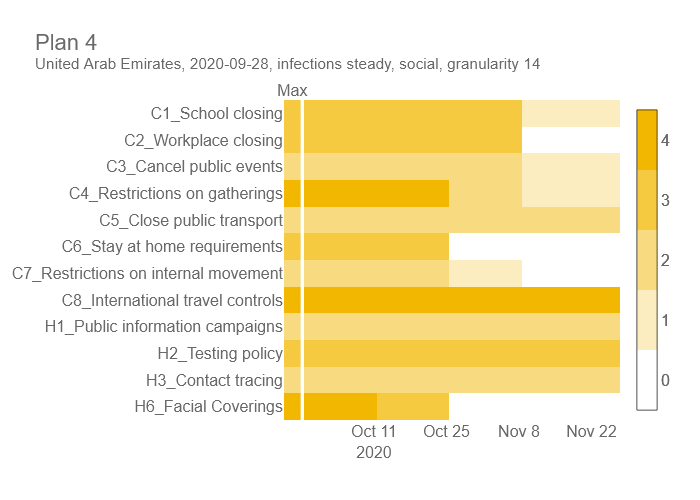 Plan 4
United Arab Emirates, 2020-09-28, infections steady, social, granularity 14
Max
C1_School closing
C2_Workplace closing
C3_Cancel public events
C4_Restrictions on gatherings
C5_Close public transport
C6_Stay at home requirements
C7_Restrictions on internal movement
C8_International travel controls
H1_Public information campaigns
H2_Testing policy
H3_Contact tracing
H6_Facial Coverings
4
3
2
1
0
Oct 11 Oct 25 Nov 8 Nov 22
2020